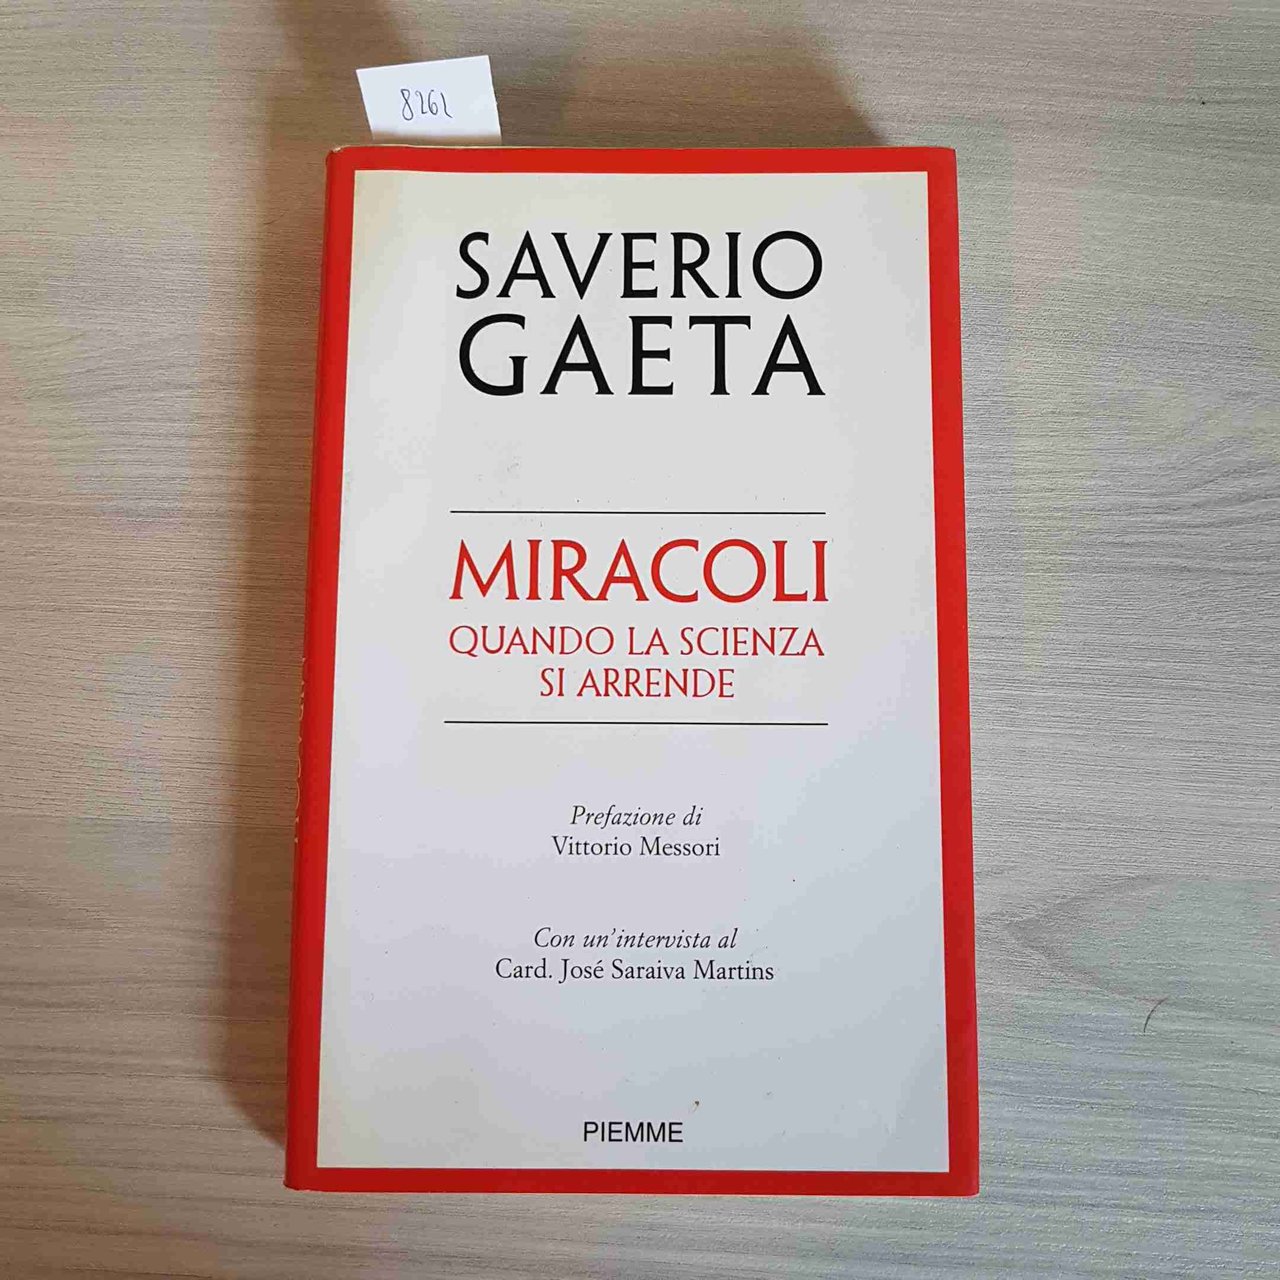 8262
SAVERIO
GAETA
MIRACOLI
QUANDO LA SCIENZA
SI ARRENDE
Prefazione di
Vittorio Messori
Con un'intervista al
Card. José Saraiva Martins
PIEMME